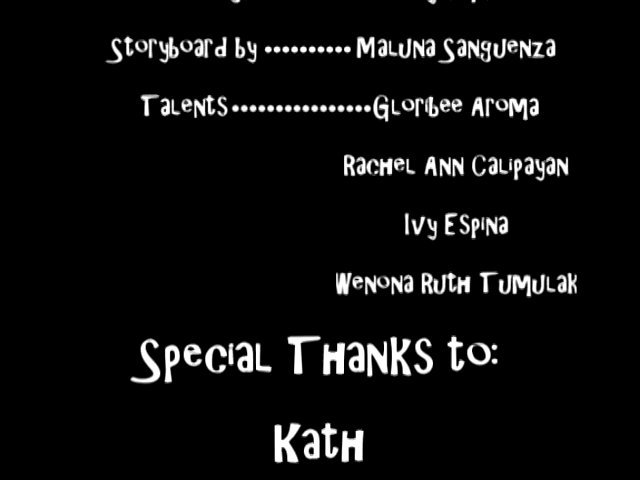 Storyboard by .......... Maluna Sanguenza
Talents................Gloribee Aroma
Rachel Ann Calipayan
Ivy Espina
Wenona Ruth Tumulak
Special Thanks to:
Kath